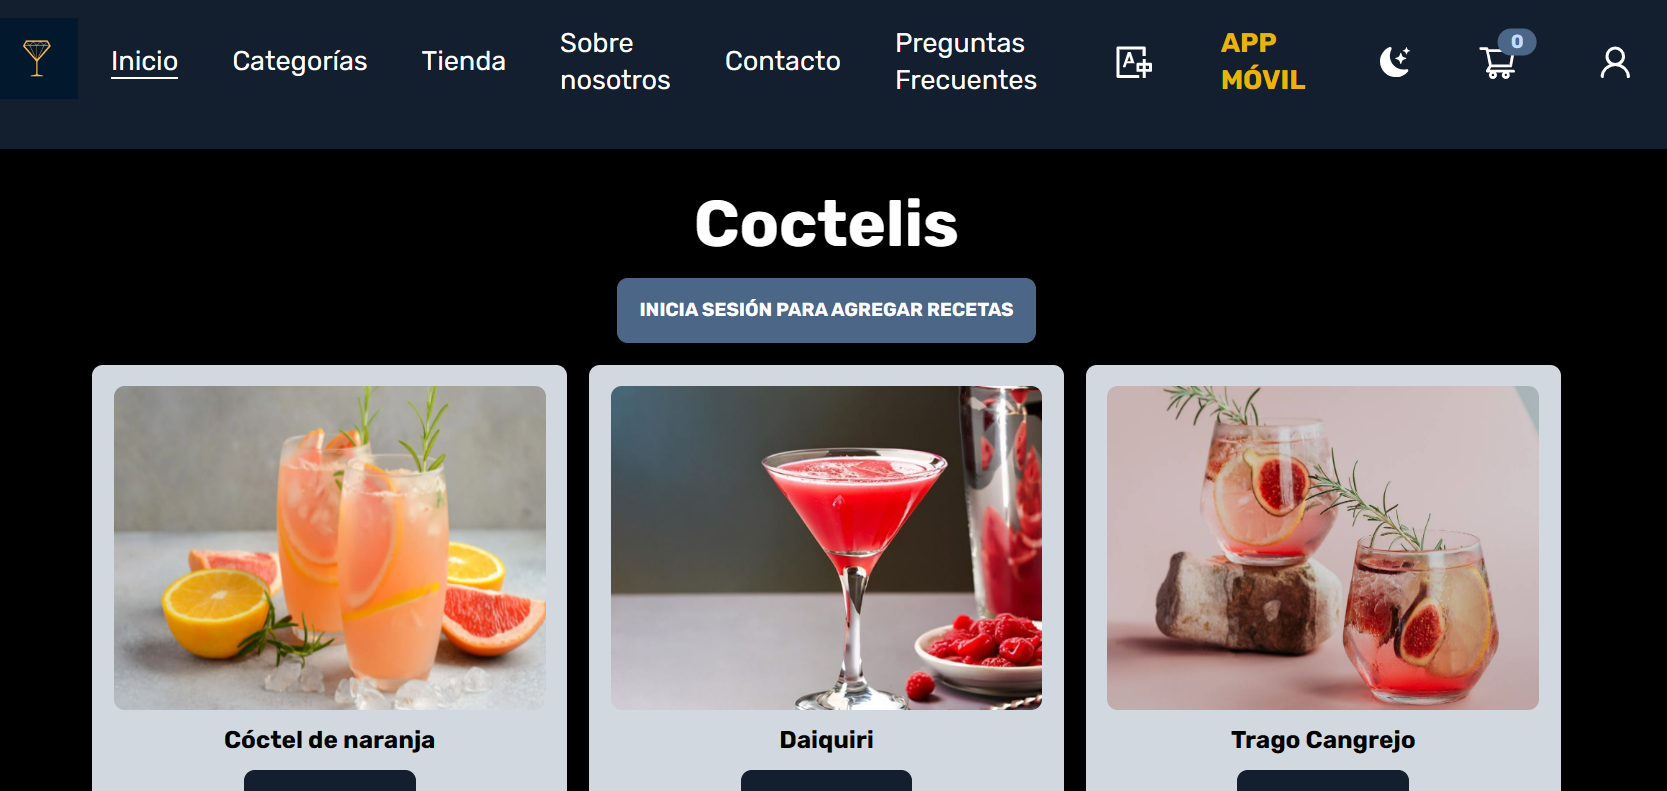 Inicio
Categorías
Tienda
Sobre
nosotros
Contacto
Preguntas
Frecuentes
A
APP
MÓVIL
0
Coctelis
INICIA SESIÓN PARA AGREGAR RECETAS
Cóctel de naranja
Daiquiri
Trago Cangrejo